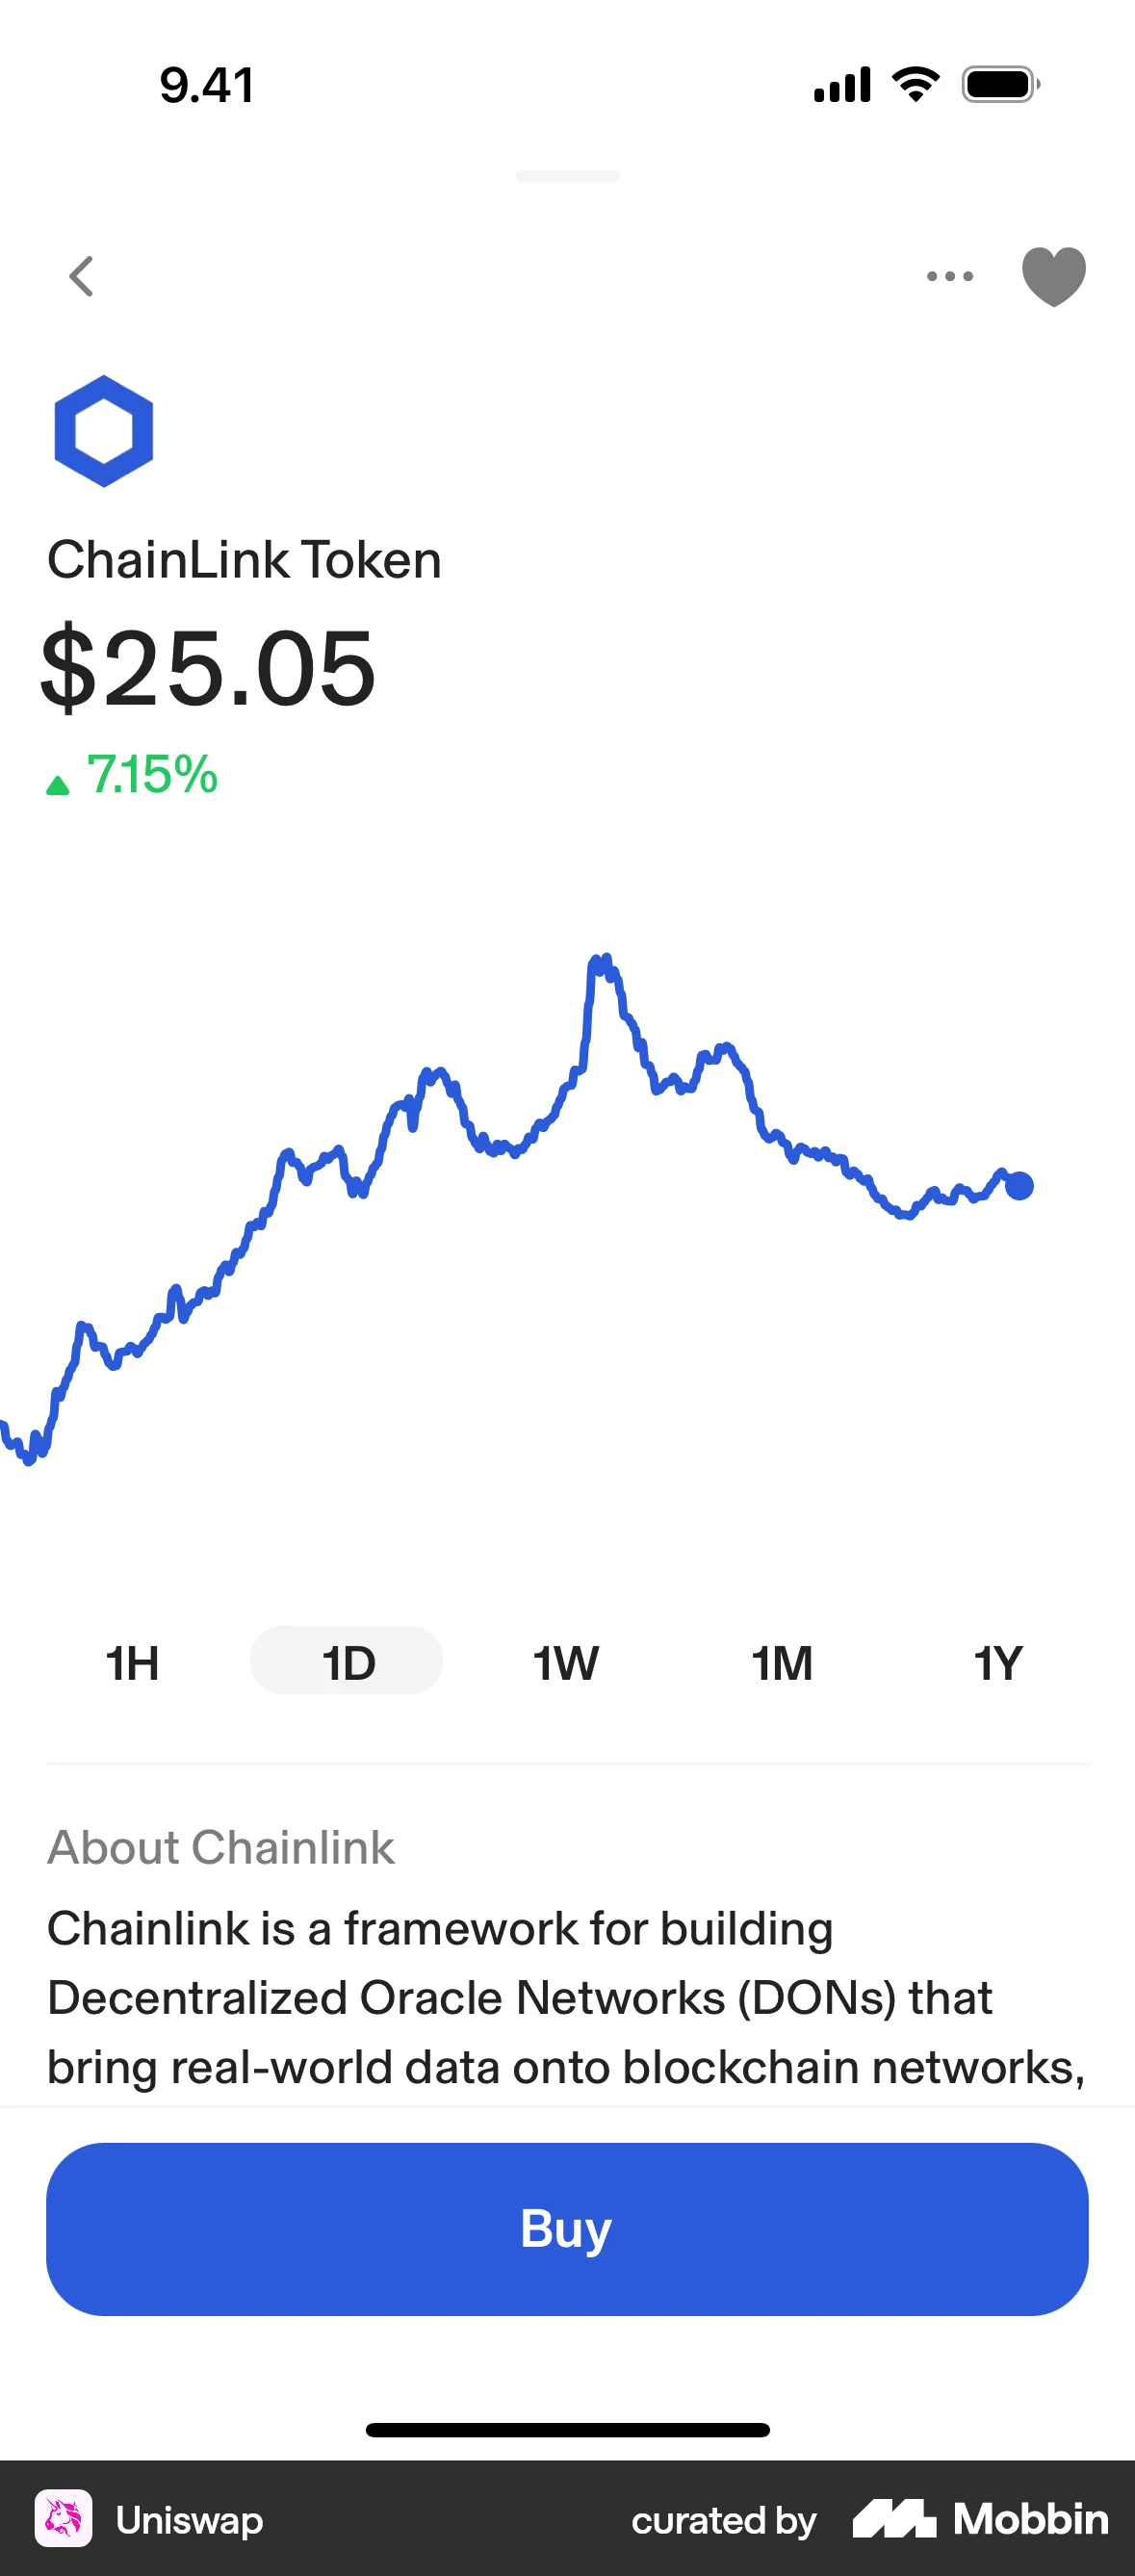 9.41
ChainLink Token
$25.05
7.15%
1H 1D 1W 1M 1Y
About Chainlink
Chainlink is a framework for building
Decentralized Oracle Networks (DONs) that
bring real-world data onto blockchain networks,
Buy
Uniswap curated by Mobbin